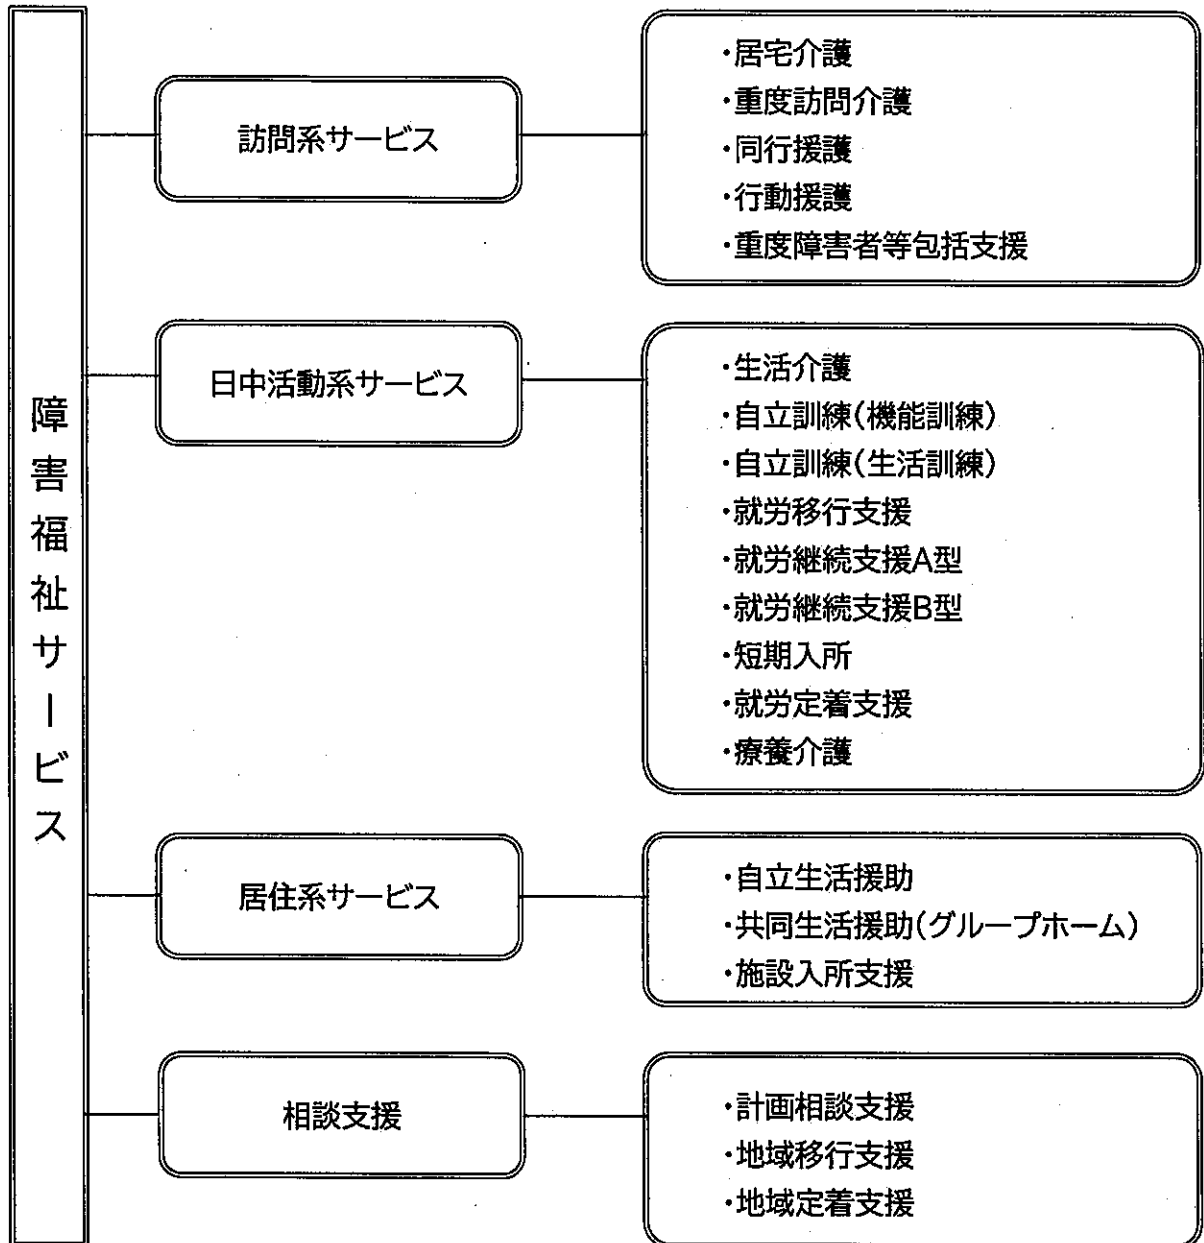 障害福祉サービス
訪問系サービス
・居宅介護
・重度訪問介護
・同行援護
・行動援護
・重度障害者等包括支援
日中活動系サービス
・生活介護
・自立訓練(機能訓練)
・自立訓練(生活訓練)
・就労移行支援
・就労継続支援A型
・就労継続支援B型
・短期入所
・就労定着支援
・療養介護
居住系サービス
・自立生活援助
・共同生活援助(グループホーム)
・施設入所支援
相談支援
・計画相談支援
・地域移行支援
・地域定着支援